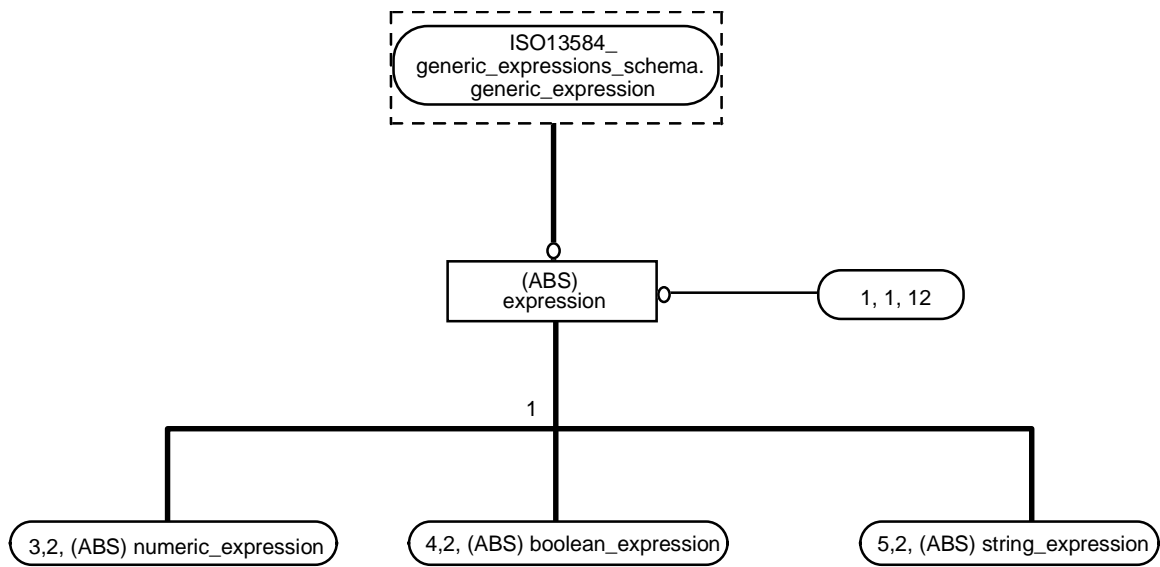 ISO13584_
generic_expressions_schema.
generic_expression
(ABS)
expression
1, 1, 12
1
3,2, (ABS) numeric_expression
4,2, (ABS) boolean_expression
5,2, (ABS) string_expression